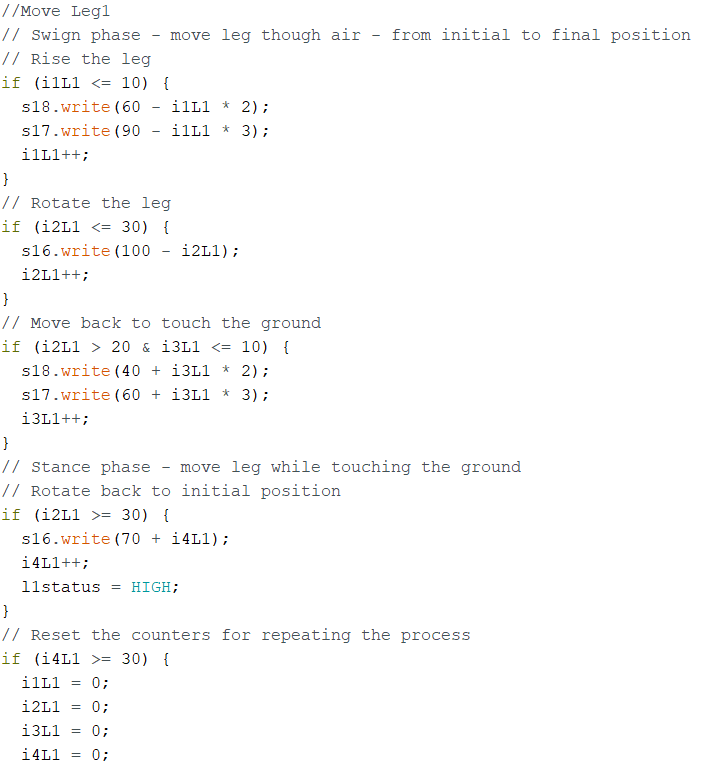 //Move Leg1
// Swign phase - move leg though air - from initial to final position
// Rise the leg
if (i1L1 <= 10) {
  s18.write(60 - i1L1 * 2);
  s17.write(90 - i1L1 * 3);
  i1L1++;
}
// Rotate the leg
if (i2L1 <= 30) {
  s16.write(100 - i2L1);
  i2L1++;
}
// Move back to touch the ground
if (i2L1 > 20 & i3L1 <= 10) {
  s18.write(40 + i3L1 * 2);
  s17.write(60 + i3L1 * 3);
  i3L1++;
}
// Stance phase - move leg while touching the ground
// Rotate back to initial position
if (i2L1 >= 30) {
  s16.write(70 + i4L1);
  i4L1++;
  l1status = HIGH;
}
// Reset the counters for repeating the process
if (i4L1 >= 30) {
  i1L1 = 0;
  i2L1 = 0;
  i3L1 = 0;
  i4L1 = 0;